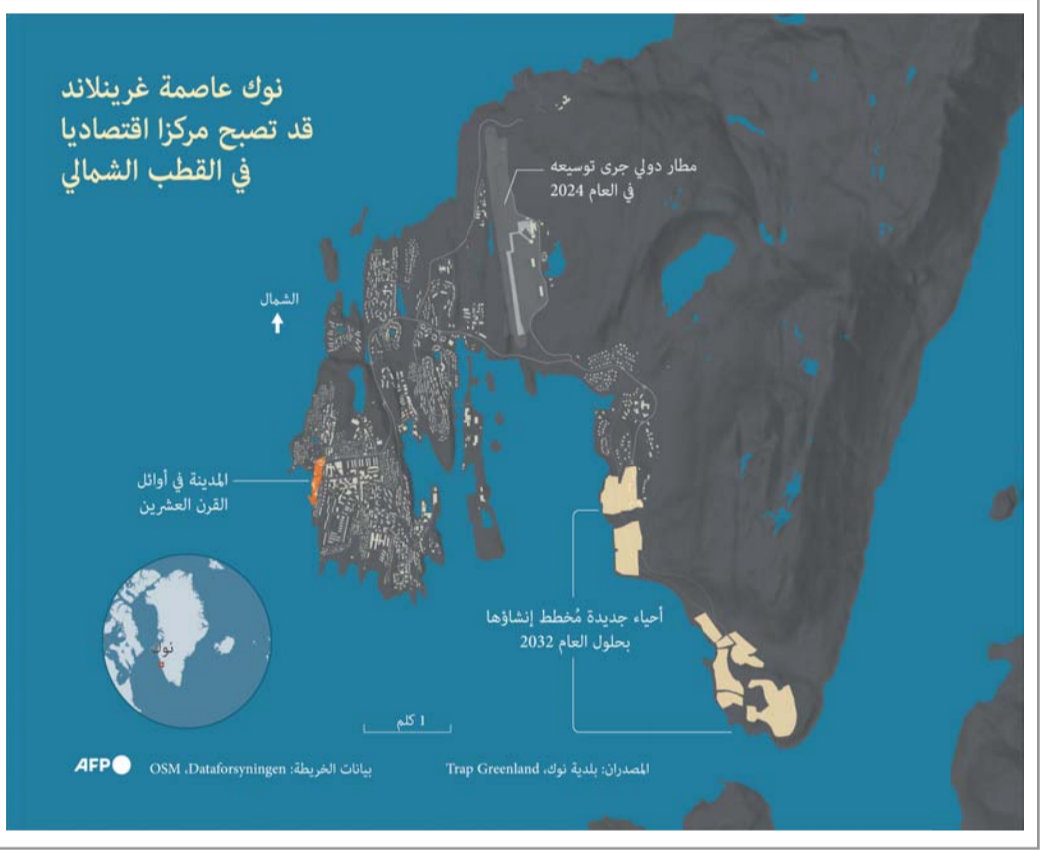 نوك عاصمة غرينلاند
قد تصبح مركزا اقتصاديا
في القطب الشمالي
مطار دولي جرى توسيعه
في العام 2024
الشمال
المدينة في أوائل
القرن العشرين
أحياء جديدة مُخطط إنشاؤها
بحلول العام 2032
نوك
1 كلم
المصدران: بلدية نوك، Trap Greenland
بيانات الخريطة: OSM ،Dataforsyningen
AFP